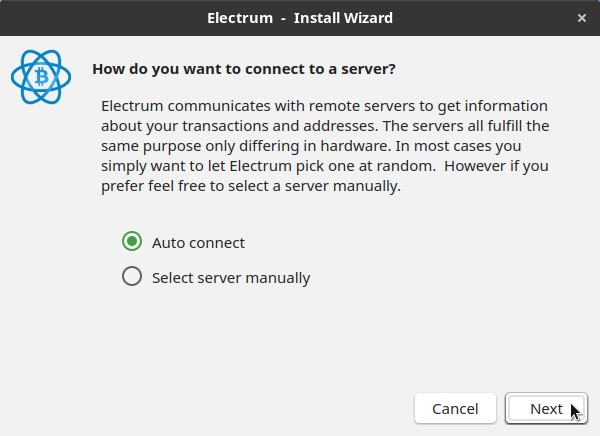 Electrum - Install Wizard
×
How do you want to connect to a server?
Electrum communicates with remote servers to get information
about your transactions and addresses. The servers all fulfill the
same purpose only differing in hardware. In most cases you
simply want to let Electrum pick one at random.  However if you
prefer feel free to select a server manually.
Auto connect
Select server manually
Cancel
Next